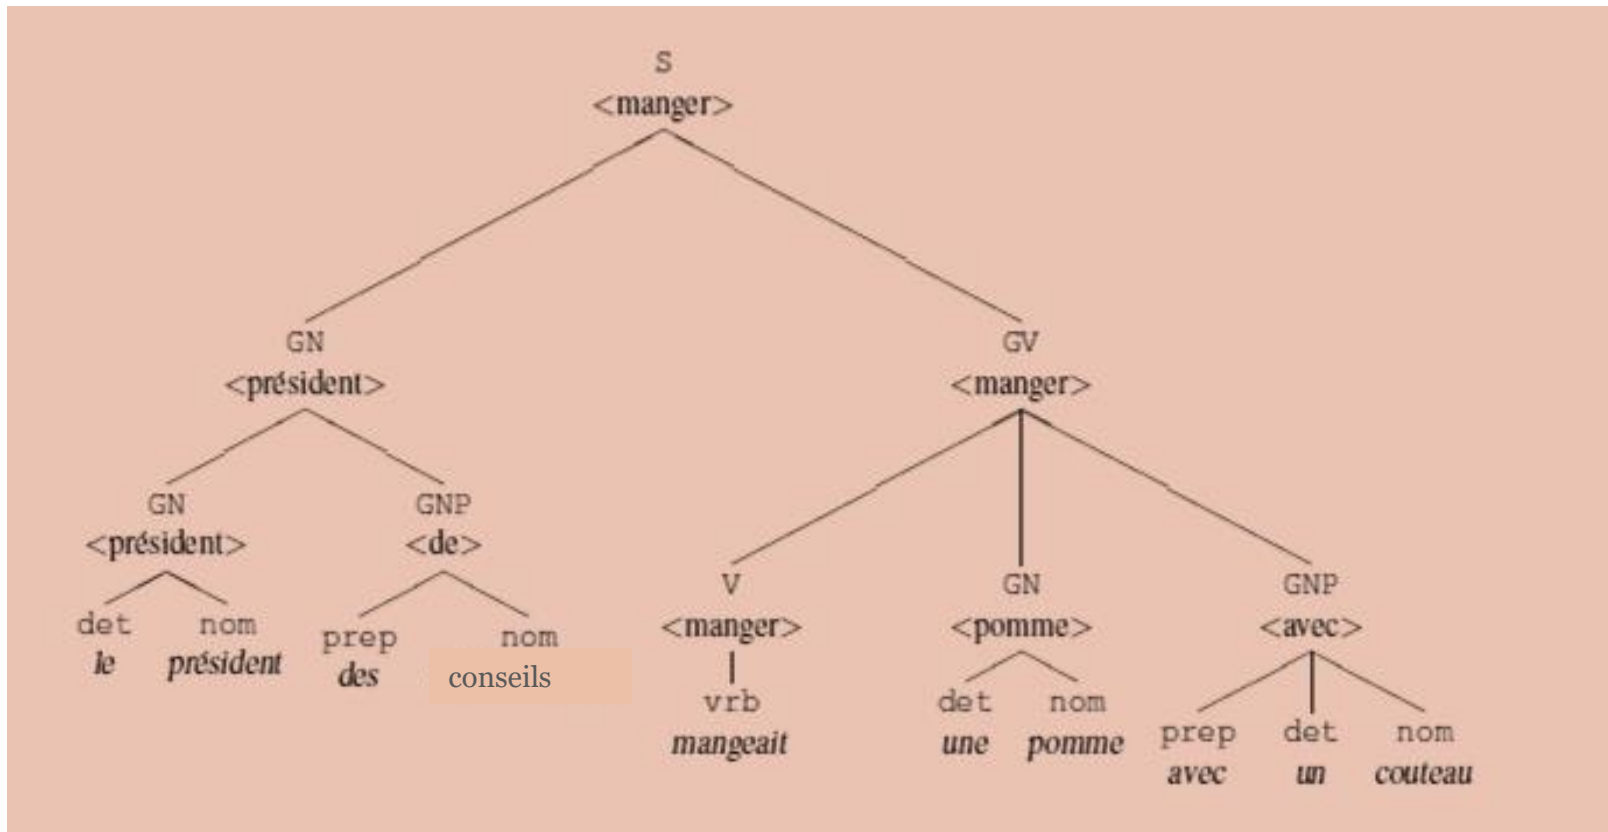 S
<manger>
GN GV
<président> <manger>
GN GNP
<président> <de>
V GN GNP
<manger> <pomme> <avec>
det nom prep nom
le président des conseils
vrb det nom prep det nom
mangeait une pomme avec un couteau